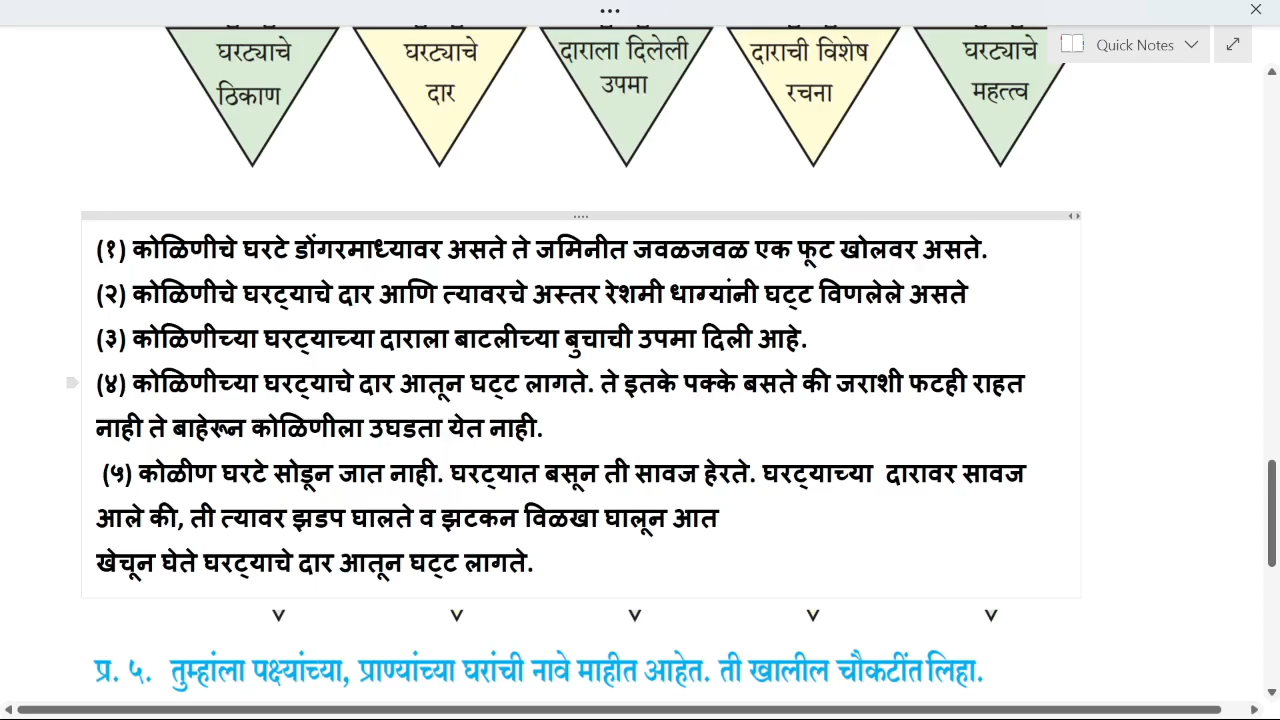 Quick Notes
घरट्याचे
ठिकाण
घरट्याचे
दार
दाराला दिलेली
उपमा
दाराची विशेष
रचना
घरट्याचे
महत्त्व
(१) कोळिणीचे घरटे डोंगरमाध्यावर असते ते जमिनीत जवळजवळ एक फूट खोलवर असते.
(२) कोळिणीचे घरट्याचे दार आणि त्यावरचे अस्तर रेशमी धाग्यांनी घट्ट विणलेले असते
(३) कोळिणीच्या घरट्याच्या दाराला बाटलीच्या बुचाची उपमा दिली आहे.
(४) कोळिणीच्या घरट्याचे दार आतून घट्ट लागते. ते इतके पक्के बसते की जराशी फटही राहत
नाही ते बाहेरून कोळिणीला उघडता येत नाही.
(५) कोळीण घरटे सोडून जात नाही. घरट्यात बसून ती सावज हेरते. घरट्याच्या दारावर सावज
आले की, ती त्यावर झडप घालते व झटकन विळखा घालून आत
खेचून घेते घरट्याचे दार आतून घट्ट लागते.
प्र. ५. तुम्हांला पक्ष्यांच्या, प्राण्यांच्या घरांची नावे माहीत आहेत. ती खालील चौकटींत लिहा.